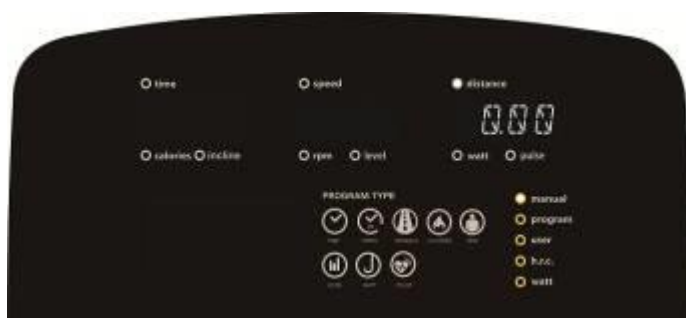 time speed distance
0.00
calories incline rpm level watt pulse
PROGRAM TYPE
manual
program
user
h.r.c.
watt